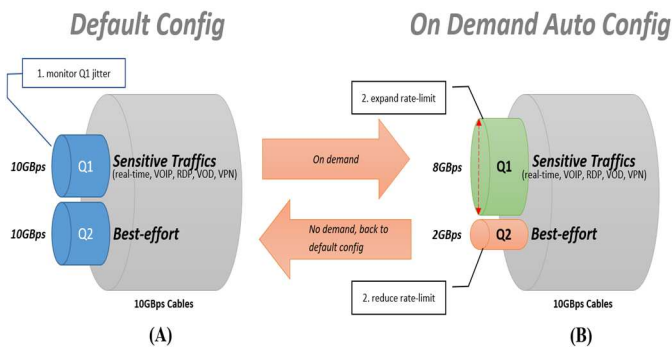 Default Config
On Demand Auto Config
1. monitor Q1 jitter
2. expand rate-limit
10GBps
Q1
Sensitive Traffics
(real-time, VOIP, RDP, VOD, VPN)
On demand
8GBps
Q1
Sensitive Traffics
(real-time, VOIP, RDP, VOD, VPN)
10GBps
Q2
Best-effort
No demand, back to
default config
2GBps
Q2
Best-effort
2. reduce rate-limit
10GBps Cables
10GBps Cables
(A)
(B)